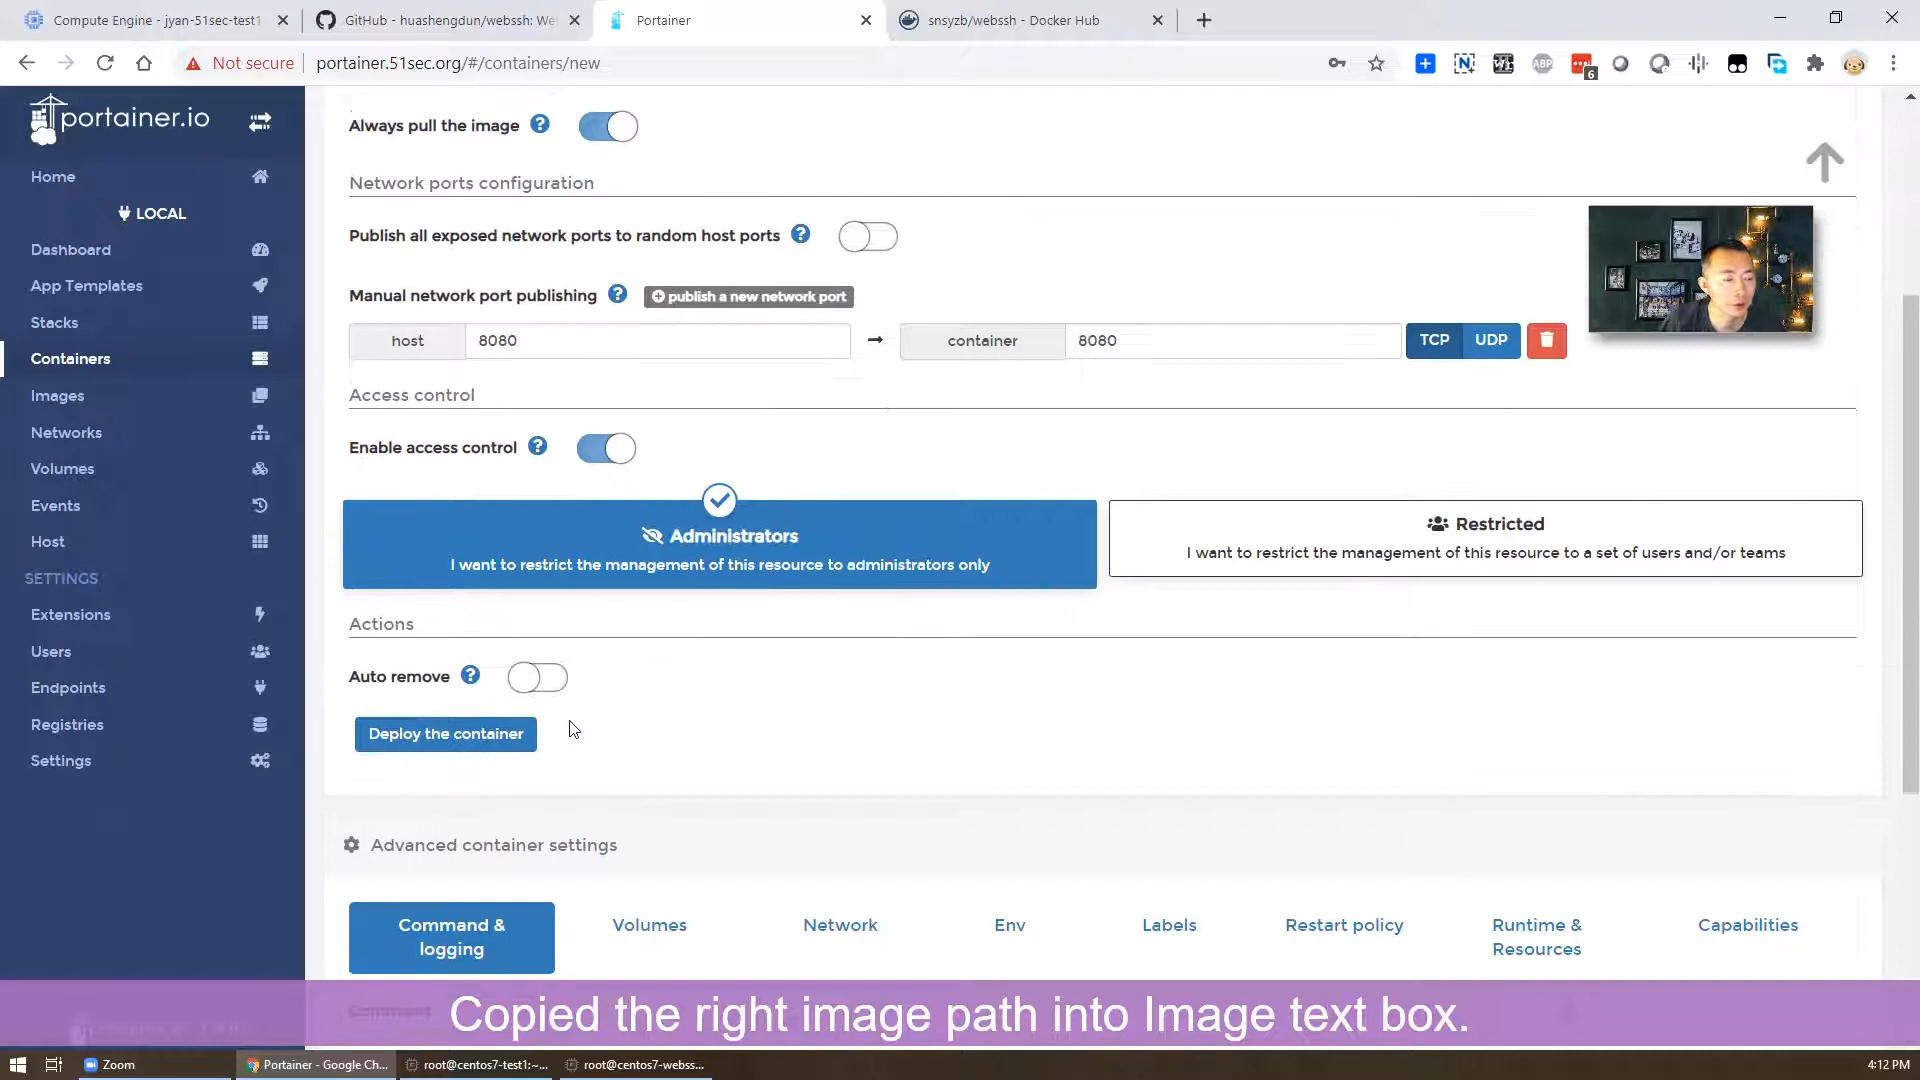 Compute Engine - jyan-51sec-test1
GitHub - huashengdun/webssh: We
Portainer
snsyzb/webssh - Docker Hub
Not secure
portainer.51sec.org/#/containers/new
6
portainer.io
Home
LOCAL
Dashboard
App Templates
Stacks
Containers
Images
Networks
Volumes
Events
Host
SETTINGS
Extensions
Users
Endpoints
Registries
Settings
Always pull the image
Network ports configuration
Publish all exposed network ports to random host ports
Manual network port publishing
publish a new network port
host 8080 → container 8080 TCP UDP
Access control
Enable access control
Administrators
I want to restrict the management of this resource to administrators only
Restricted
I want to restrict the management of this resource to a set of users and/or teams
Actions
Auto remove
Deploy the container
Advanced container settings
Command &
logging
Volumes
Network
Env
Labels
Restart policy
Runtime &
Resources
Capabilities
Copied the right image path into Image text box.
Zoom
Portainer - Google Ch...
root@centos7-test1:~...
root@centos7-webss...
4:12 PM